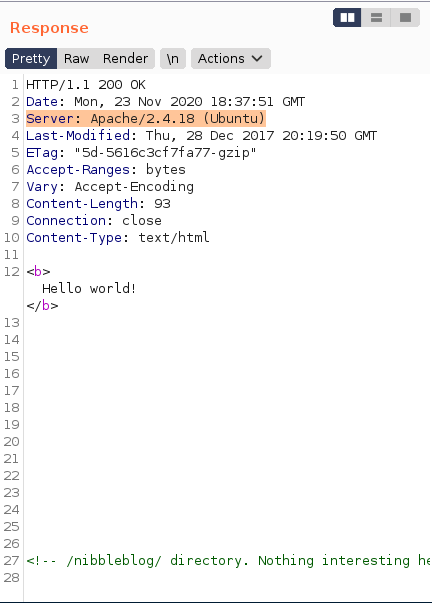 Response
Pretty Raw Render \n Actions
1 HTTP/1.1 200 OK
2 Date: Mon, 23 Nov 2020 18:37:51 GMT
3 Server: Apache/2.4.18 (Ubuntu)
4 Last-Modified: Thu, 28 Dec 2017 20:19:50 GMT
5 ETag: "5d-5616c3cf7fa77-gzip"
6 Accept-Ranges: bytes
7 Vary: Accept-Encoding
8 Content-Length: 93
9 Connection: close
10 Content-Type: text/html
11
12 <b>
Hello world!
</b>
13
14
15
16
17
18
19
20
21
22
23
24
25
26
27 <!-- /nibbleblog/ directory. Nothing interesting he
28